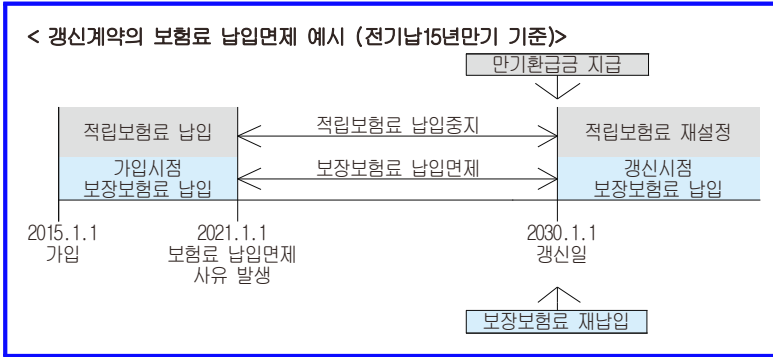 < 갱신계약의 보험료 납입면제 예시 (전기납15년만기 기준)>
만기환급금 지급
적립보험료 납입
적립보험료 납입중지
적립보험료 재설정
가입시점
보장보험료 납입
보장보험료 납입면제
갱신시점
보장보험료 납입
2015.1.1
가입
2021.1.1
보험료 납입면제
사유 발생
2030.1.1
갱신일
보장보험료 재납입